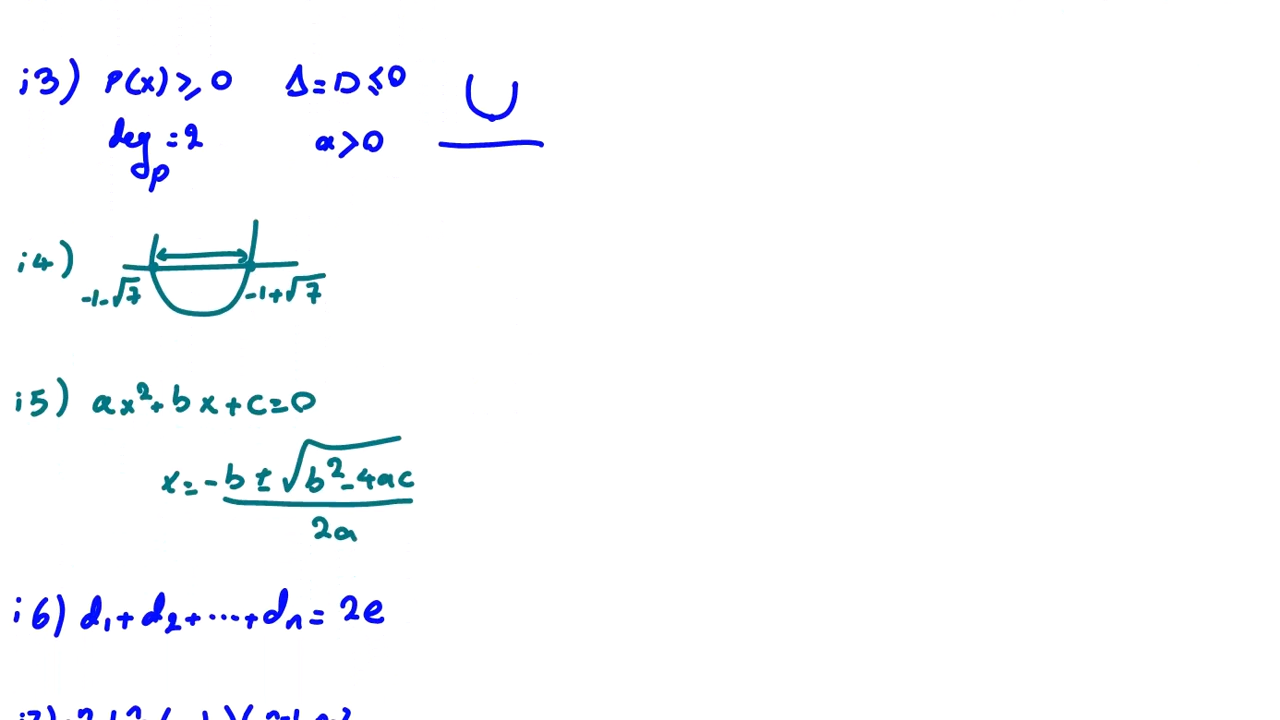 i3) P(x) ≥ 0 Δ = D ≤ 0
deg_p = 2 a > 0
i4)
-1-√7 -1+√7
i5) ax²+bx+c=0
x = -b ± √(b²-4ac)
2a
i6) d₁+d₂+...+dₙ = 2e